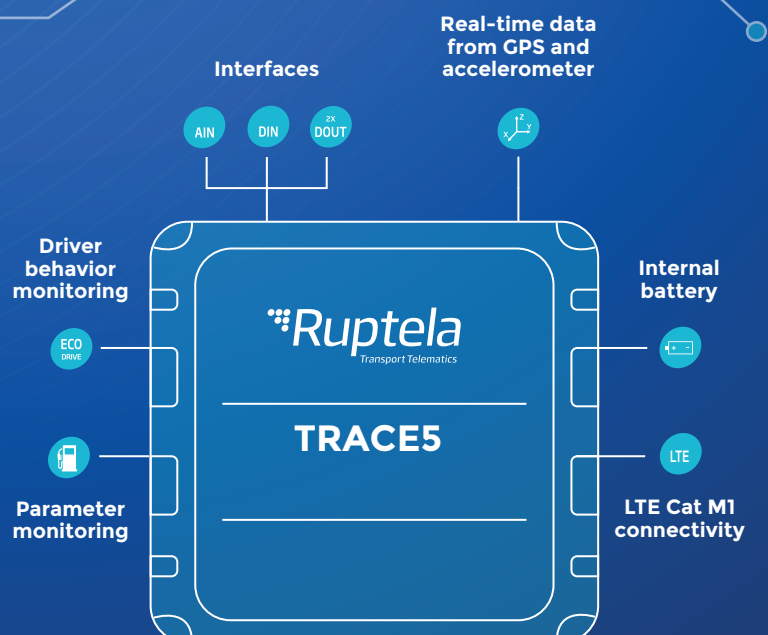 Real-time data
from GPS and
accelerometer
Interfaces
AIN
DIN
2X
DOUT
Z
X
Y
Driver
behavior
monitoring
ECO
DRIVE
Internal
battery
+ -
Ruptela
Transport Telematics
TRACE5
LTE
Parameter
monitoring
LTE Cat M1
connectivity